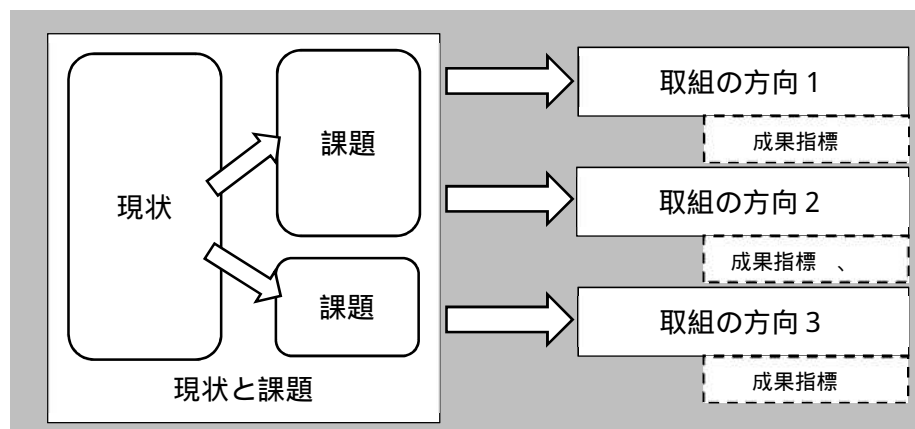 現状
課題
課題
現状と課題
取組の方向1
成果指標
取組の方向2
成果指標 、
取組の方向3
成果指標